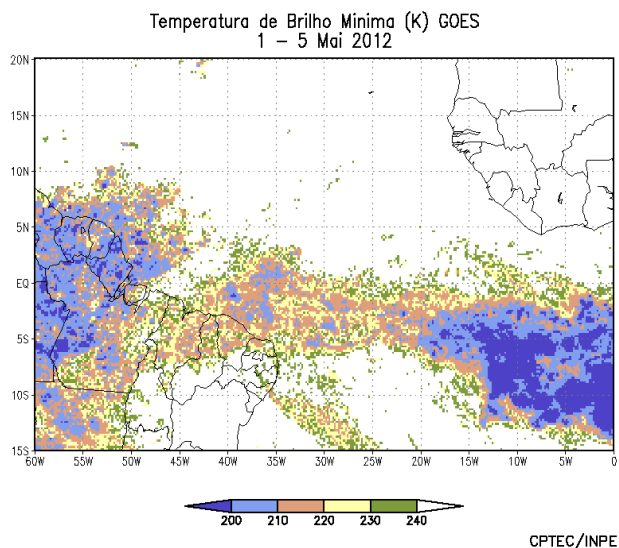 Temperatura de Brilho Minima (K) GOES
1 – 5 Mai 2012
20N
15N
10N
5N
EQ
5S
10S
15S
60W 55W 50W 45W 40W 35W 30W 25W 20W 15W 10W 5W 0
200 210 220 230 240
CPTEC/INPE